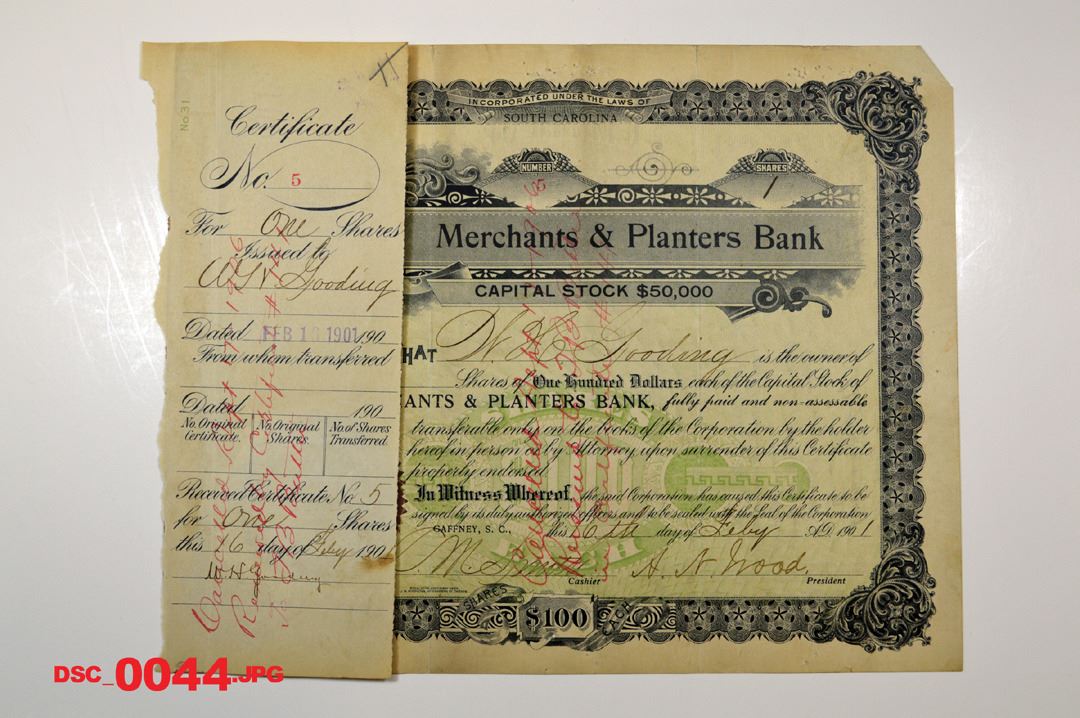 No.31
Certificate
No. 5
For One Shares
Issued to
W H Gooding
Dated FEB 1 1901 190
From whom transferred
Dated 190
No. Original Certificate. No. Original Shares. No of Shares Transferred
Received Certificate No. 5
for One Shares
this 16 day of Feby 190
W H Gooding
INCORPORATED UNDER THE LAWS OF
SOUTH CAROLINA
NUMBER
SHARES
1
Merchants & Planters Bank
CAPITAL STOCK $50,000
HAT W. H. Gooding is the owner of
Shares of One Hundred Dollars each of the Capital Stock of
ANTS & PLANTERS BANK, fully paid and non-assessable
transferable only on the books of the Corporation by the holder
hereof in person or by Attorney, upon surrender of this Certificate
properly endorsed.
In Witness Whereof, the said Corporation has caused this Certificate to be
signed by its duly authorized officers and to be sealed with the Seal of the Corporation
GAFFNEY, S. C., this 16th day of Feby A.D. 1901
Cashier
A. N. Wood.
President
SHARES
$100
EACH
DSC_0044.JPG